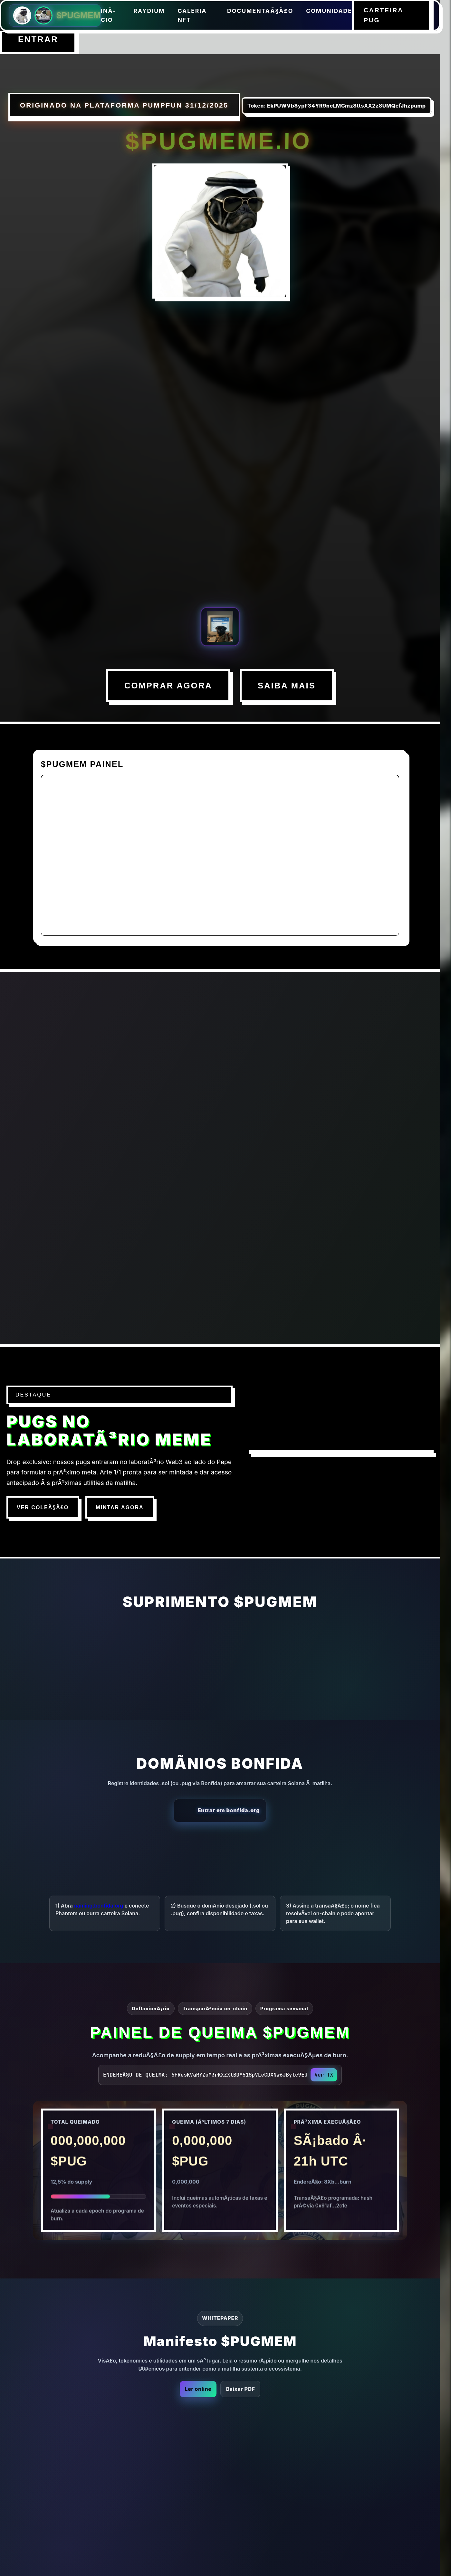 $PUGMEM
INÃ-
CIO
RAYDIUM
GALERIA
NFT
DOCUMENTAÃ§Ã£O
COMUNIDADE
CARTEIRA
PUG
ENTRAR
ORIGINADO NA PLATAFORMA PUMPFUN 31/12/2025
Token: EkPUWVb8ypF34YR9ncLMCmz8ttsXX2z8UMQefJhzpump
$PUGMEME.IO
COMPRAR AGORA
SAIBA MAIS
$PUGMEM PAINEL
DESTAQUE
PUGS NO
LABORATÃ³RIO MEME
Drop exclusivo: nossos pugs entraram no laboratÃ³rio Web3 ao lado do Pepe
para formular o prÃ³ximo meta. Arte 1/1 pronta para ser mintada e dar acesso
antecipado Ã s prÃ³ximas utilities da matilha.
VER COLEÃ§Ã£O
MINTAR AGORA
SUPRIMENTO $PUGMEM
DOMÃNIOS BONFIDA
Registre identidades .sol (ou .pug via Bonfida) para amarrar sua carteira Solana Ã  matilha.
Entrar em bonfida.org
1) Abra
e conecte
Phantom ou outra carteira Solana.
2) Busque o domÃ­nio desejado (.sol ou
.pug), confira disponibilidade e taxas.
3) Assine a transaÃ§Ã£o; o nome fica
resolvÃ­vel on-chain e pode apontar
para sua wallet.
DeflacionÃ¡rio
TransparÃªncia on-chain
Programa semanal
PAINEL DE QUEIMA $PUGMEM
Acompanhe a reduÃ§Ã£o de supply em tempo real e as prÃ³ximas execuÃ§Ãµes de burn.
Ver TX
TOTAL QUEIMADO
000,000,000
$PUG
12,5% do supply
Atualiza a cada epoch do programa de
burn.
QUEIMA (ÃºLTIMOS 7 DIAS)
0,000,000
$PUG
0,000,000
Inclui queimas automÃ¡ticas de taxas e
eventos especiais.
PRÃ³XIMA EXECUÃ§Ã£O
SÃ¡bado Â·
21h UTC
EndereÃ§o: 8Xb...burn
TransaÃ§Ã£o programada: hash
prÃ©via 0x91af...2c1e
WHITEPAPER
Manifesto $PUGMEM
VisÃ£o, tokenomics e utilidades em um sÃ³ lugar. Leia o resumo rÃ¡pido ou mergulhe nos detalhes
tÃ©cnicos para entender como a matilha sustenta o ecossistema.
Ler online
Baixar PDF